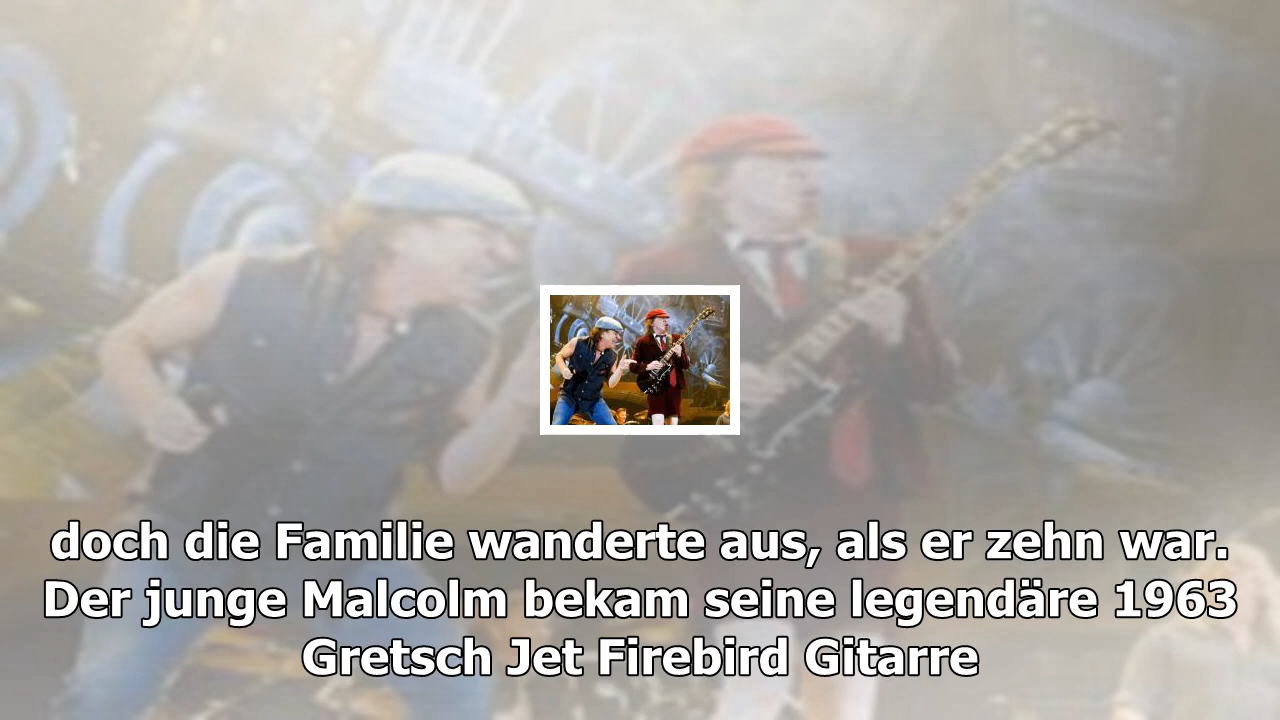 doch die Familie wanderte aus, als er zehn war.
Der junge Malcolm bekam seine legendäre 1963
Gretsch Jet Firebird Gitarre